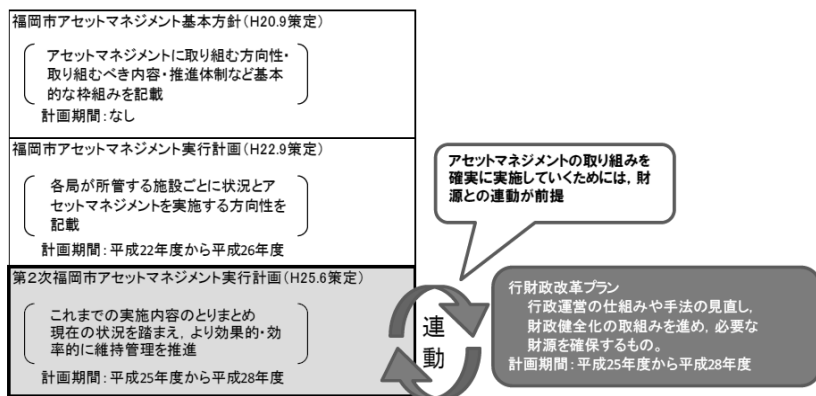 福岡市アセットマネジメント基本方針(H20.9策定)
アセットマネジメントに取り組む方向性・
取り組むべき内容・推進体制など基本
的な枠組みを記載
計画期間:なし
福岡市アセットマネジメント実行計画(H22.9策定)
各局が所管する施設ごとに状況とア
セットマネジメントを実施する方向性を
記載
計画期間:平成22年度から平成26年度
第2次福岡市アセットマネジメント実行計画(H25.6策定)
これまでの実施内容のとりまとめ
現在の状況を踏まえ,より効果的・効
率的に維持管理を推進
計画期間:平成25年度から平成28年度
アセットマネジメントの取り組みを
確実に実施していくためには,財
源との連動が前提
連
動
行財政改革プラン
行政運営の仕組みや手法の見直し,
財政健全化の取組みを進め,必要な
財源を確保するもの。
計画期間:平成25年度から平成28年度